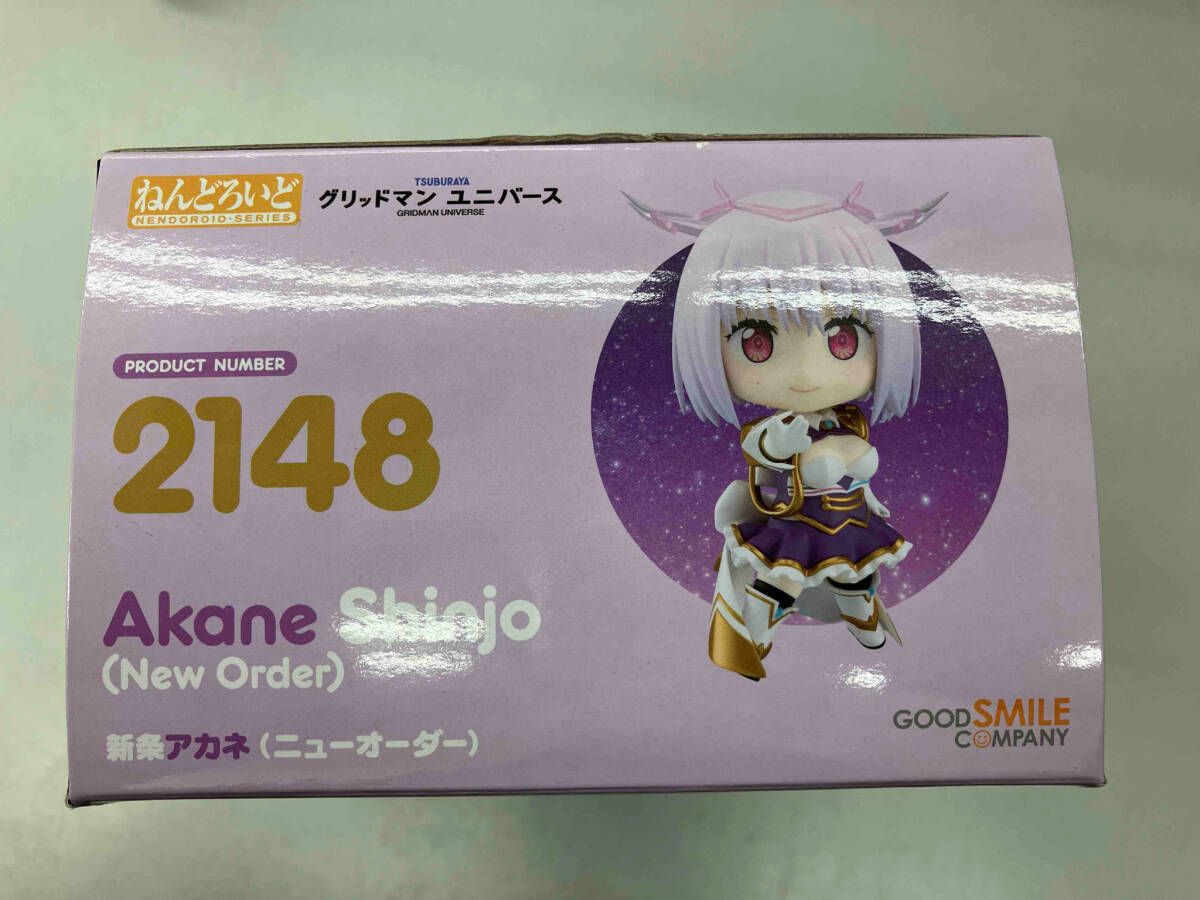 ねんどろいど
NENDOROID・SERIES
TSUBURAYA
グリッドマン ユニバース
GRIDMAN UNIVERSE
PRODUCT NUMBER
2148
Akane Shinjo
(New Order)
新条アカネ (ニューオーダー)
GOOD SMILE
COMPANY